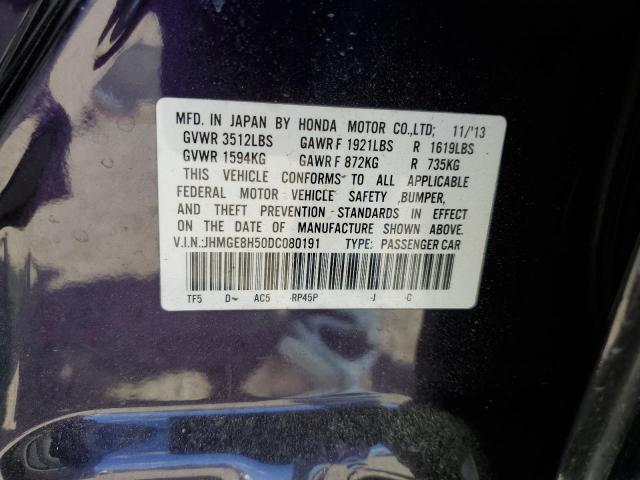 MFD. IN JAPAN BY HONDA MOTOR CO.,LTD; 11/'13
GVWR 3512LBS GAWR F 1921LBS R 1619LBS
GVWR 1594KG GAWR F 872KG R 735KG
THIS VEHICLE CONFORMS TO ALL APPLICABLE
FEDERAL MOTOR VEHICLE SAFETY ,BUMPER,
AND THEFT PREVENTION STANDARDS IN EFFECT
ON THE DATE OF MANUFACTURE SHOWN ABOVE.
V.I.N.:JHMGE8H50DC080191 TYPE: PASSENGER CAR
TF5 D~ AC5 -RP45P -J -C